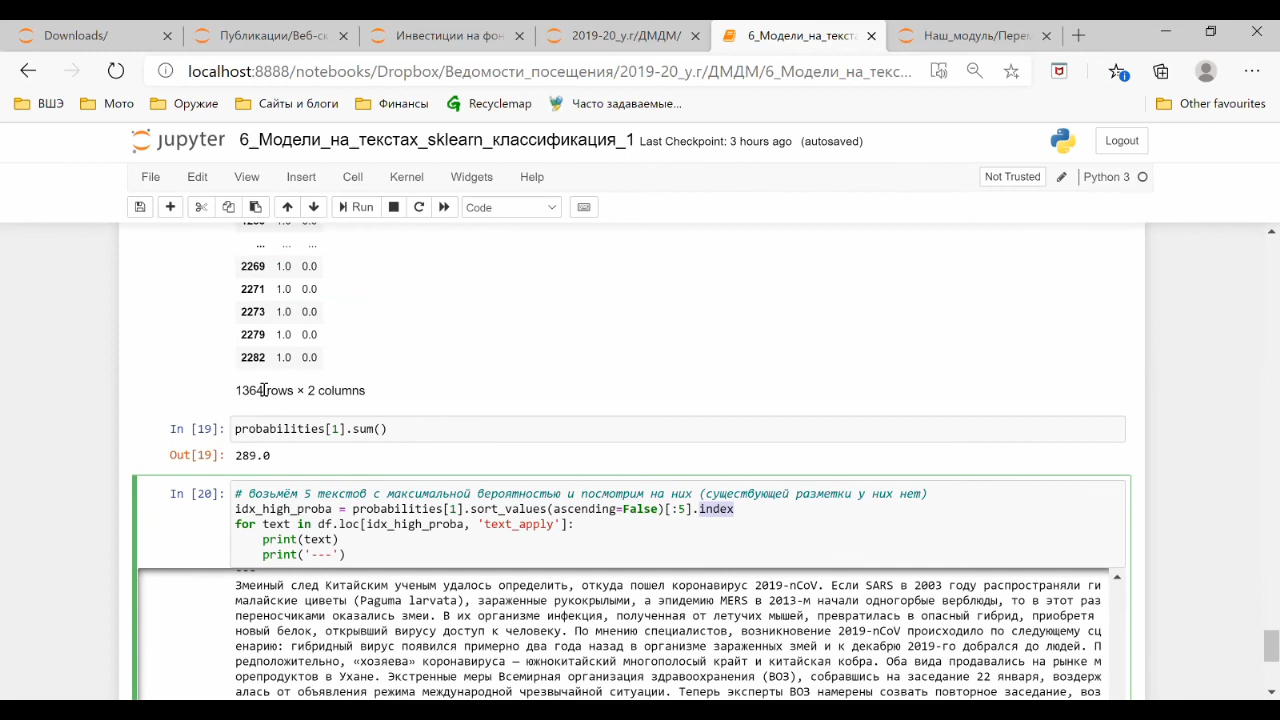 Downloads/
Публикации/Веб-ск
Инвестиции на фон
2019-20_у.г/ДМДМ/
6_Модели_на_текста
Наш_модуль/Перем
localhost:8888/notebooks/Dropbox/Ведомости_посещения/2019-20_у.г/ДМДМ/6_Модели_на_текс...
ВШЭ
Мото
Оружие
Сайты и блоги
Финансы
Recyclemap
Часто задаваемые...
Other favourites
jupyter 6_Модели_на_текстах_sklearn_классификация_1 Last Checkpoint: 3 hours ago (autosaved)
Logout
File Edit View Insert Cell Kernel Widgets Help
Not Trusted
Python 3
Run
Code
... ... ...
2269 1.0 0.0
2271 1.0 0.0
2273 1.0 0.0
2279 1.0 0.0
2282 1.0 0.0
1364 rows × 2 columns
In [19]: probabilities[1].sum()
Out[19]: 289.0
In [20]: # возьмём 5 текстов с максимальной вероятностью и посмотрим на них (существующей разметки у них нет)
idx_high_proba = probabilities[1].sort_values(ascending=False)[:5].index
for text in df.loc[idx_high_proba, 'text_apply']:
print(text)
print('---')
---
Змеиный след Китайским ученым удалось определить, откуда пошел коронавирус 2019-nCoV. Если SARS в 2003 году распространяли ги
малайские циветы (Paguma larvata), зараженные рукокрылыми, а эпидемию MERS в 2013-м начали одногорбые верблюды, то в этот раз
переносчиками оказались змеи. В их организме инфекция, полученная от летучих мышей, превратилась в опасный гибрид, приобретя
новый белок, открывший вирусу доступ к человеку. По мнению специалистов, возникновение 2019-nCoV происходило по следующему сц
енарию: гибридный вирус появился примерно два года назад в организме зараженных змей и к декабрю 2019-го добрался до людей. П
редположительно, «хозяева» коронавируса — южнокитайский многополосый крайт и китайская кобра. Оба вида продавались на рынке м
орепродуктов в Ухане. Экстренные меры Всемирная организация здравоохранения (ВОЗ), собравшись на заседание 22 января, воздерж
алась от объявления режима международной чрезвычайной ситуации. Теперь эксперты ВОЗ намерены созвать повторное заседание, воз